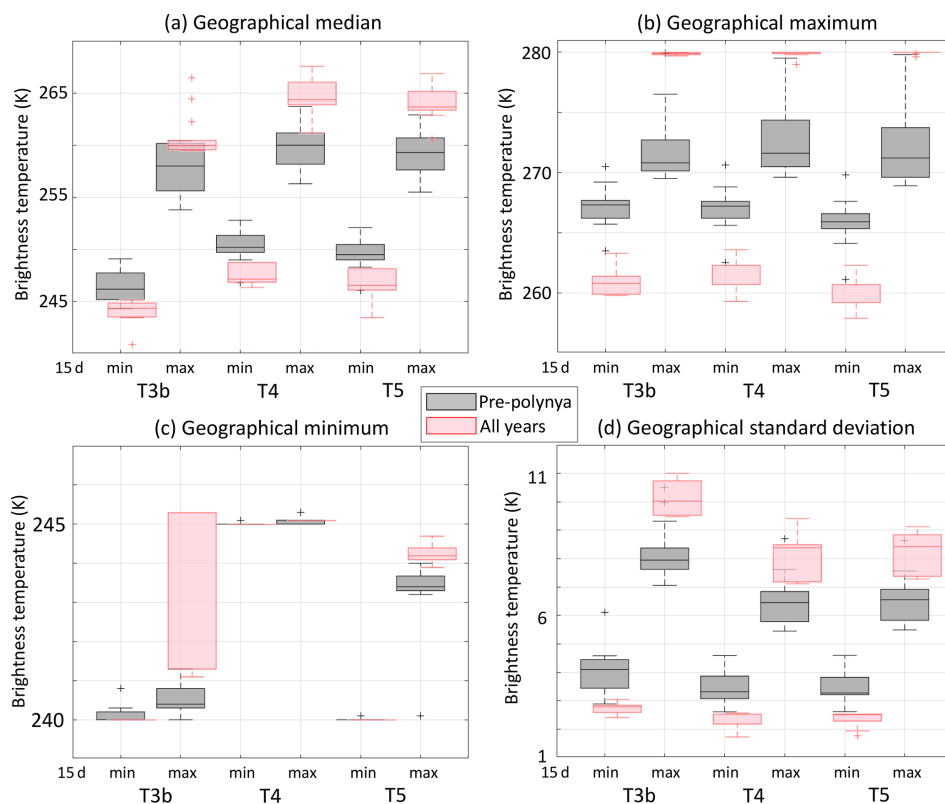 (a) Geographical median
(b) Geographical maximum
Brightness temperature (K)
265
255
245
15 d min max min max min max
T3b T4 T5
Brightness temperature (K)
280
270
260
15 d min max min max min max
T3b T4 T5
Pre-polynya
All years
(c) Geographical minimum
(d) Geographical standard deviation
Brightness temperature (K)
245
240
15 d min max min max min max
T3b T4 T5
Brightness temperature (K)
11
6
1
15 d min max min max min max
T3b T4 T5